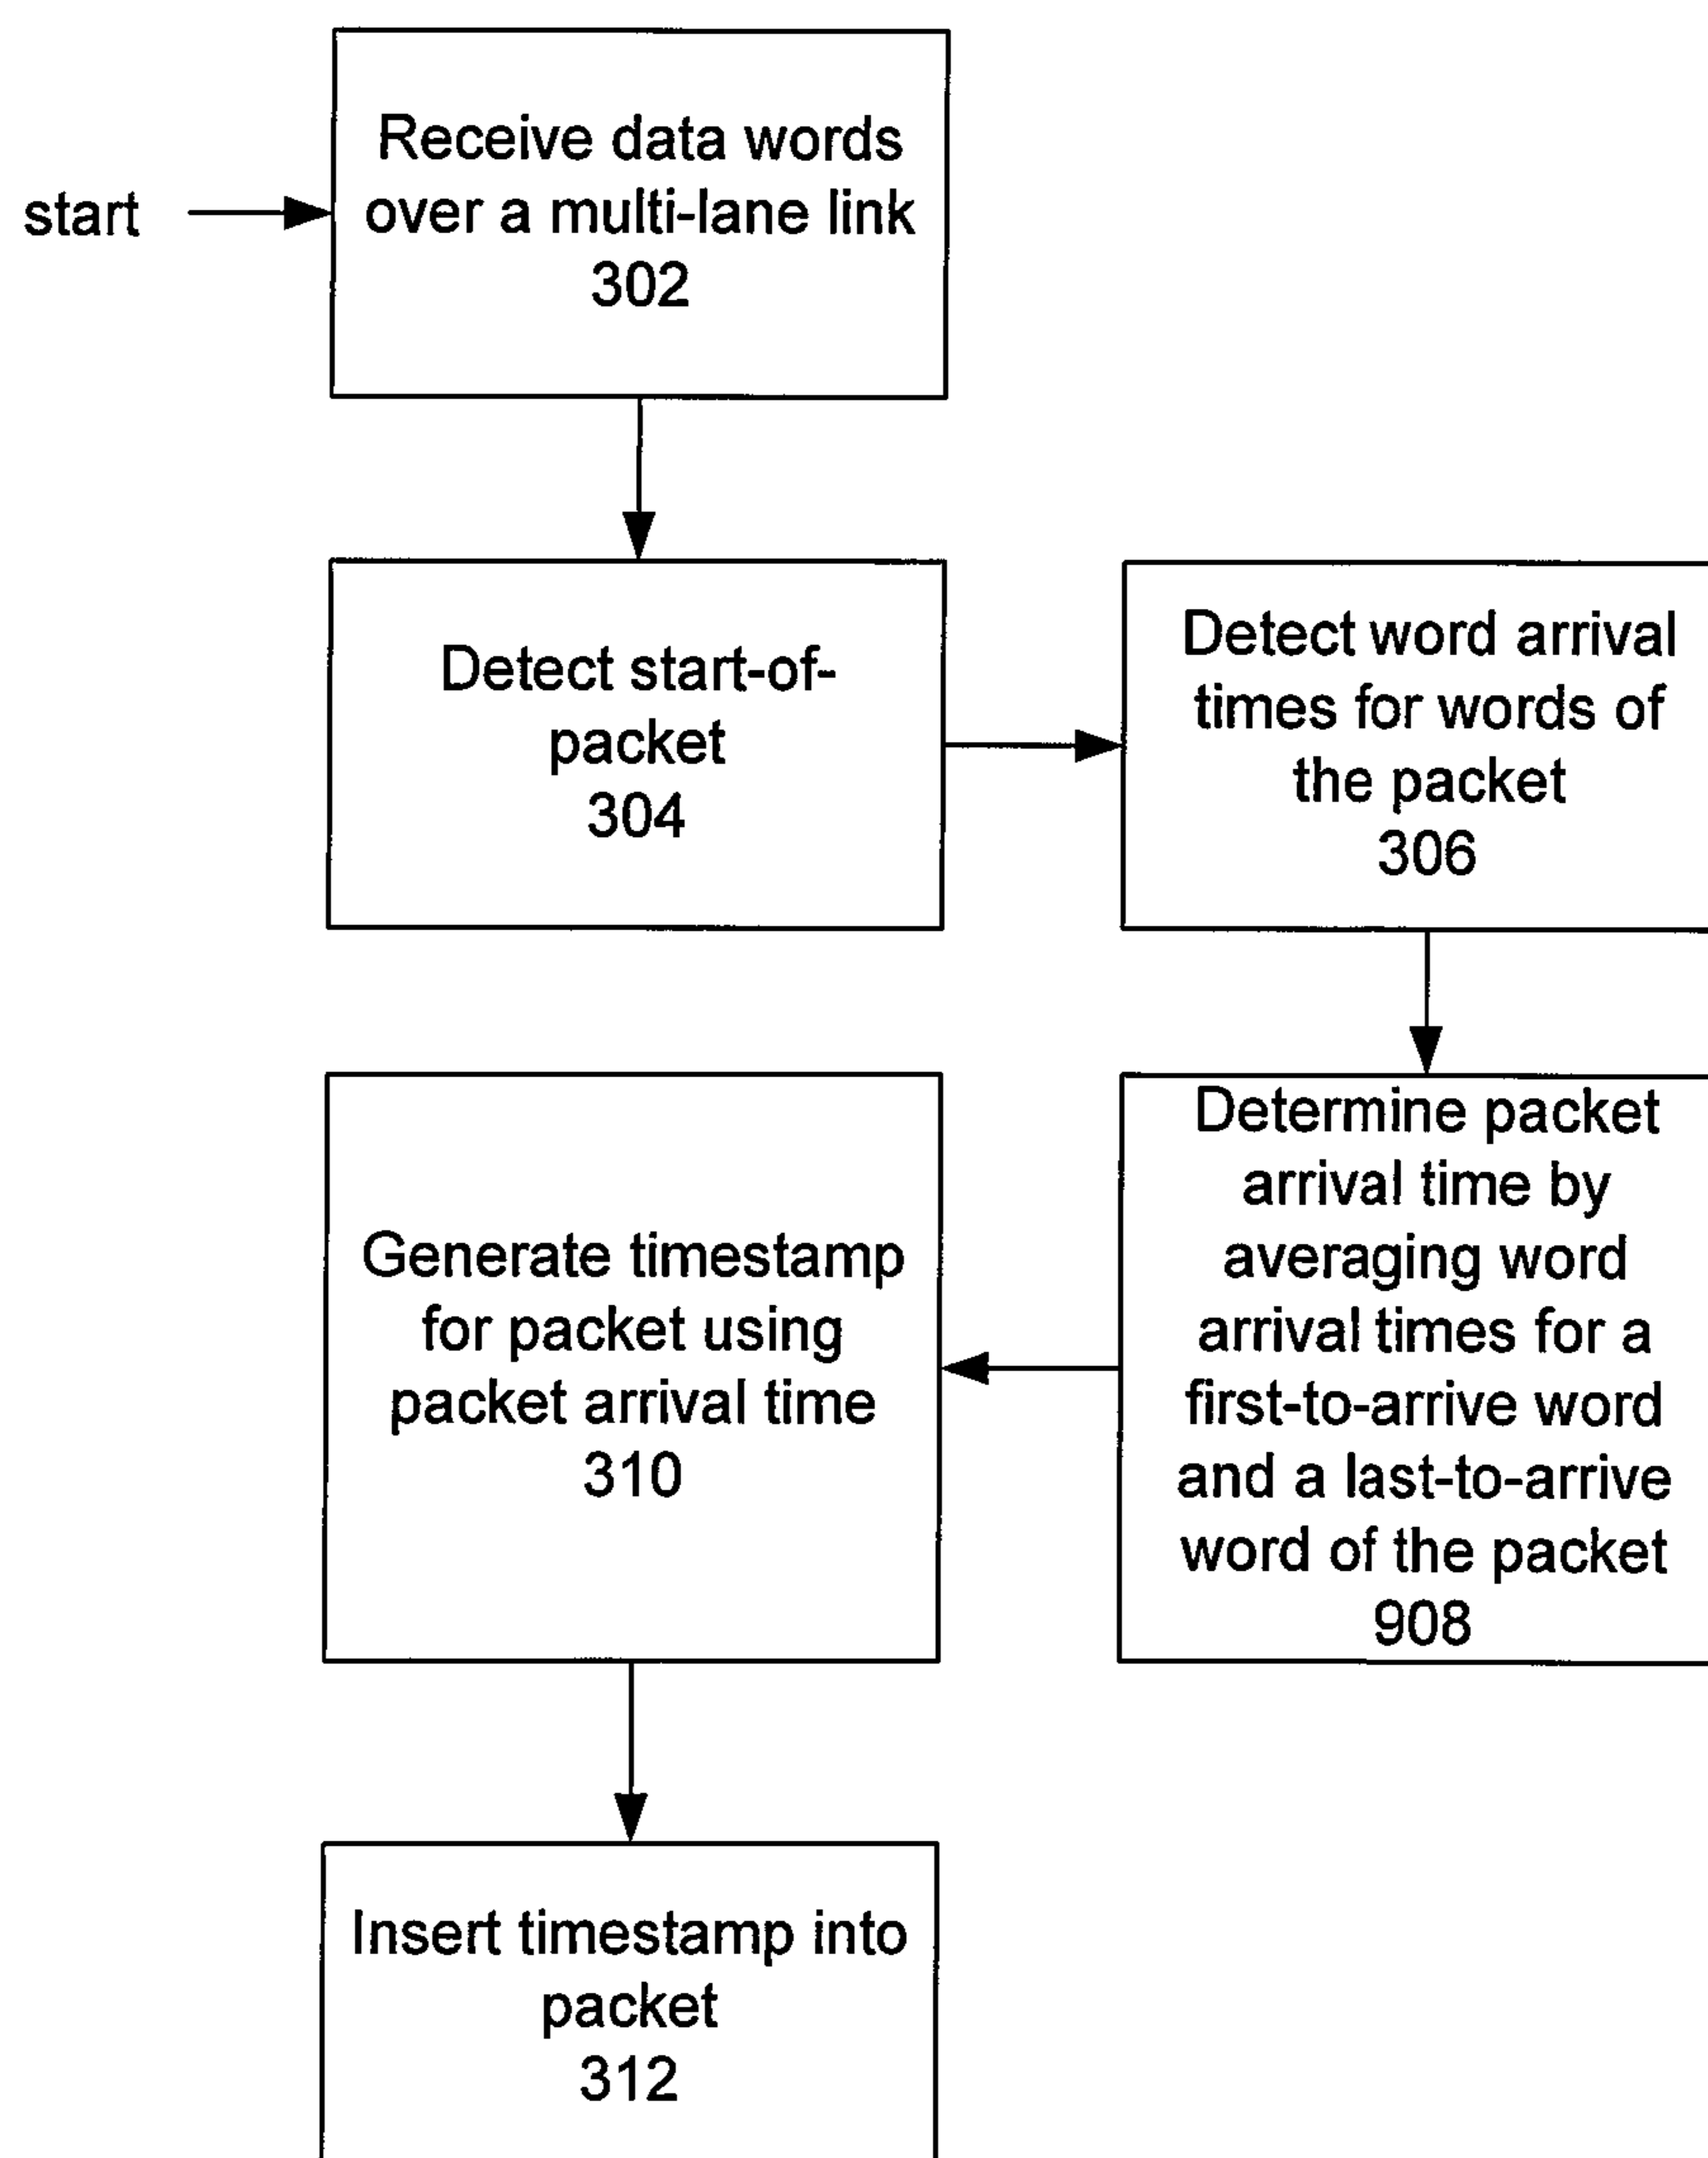 start
Receive data words
over a multi-lane link
302
Detect start-of-
packet
304
Detect word arrival
times for words of
the packet
306
Determine packet
arrival time by
averaging word
arrival times for a
first-to-arrive word
and a last-to-arrive
word of the packet
908
Generate timestamp
for packet using
packet arrival time
310
Insert timestamp into
packet
312